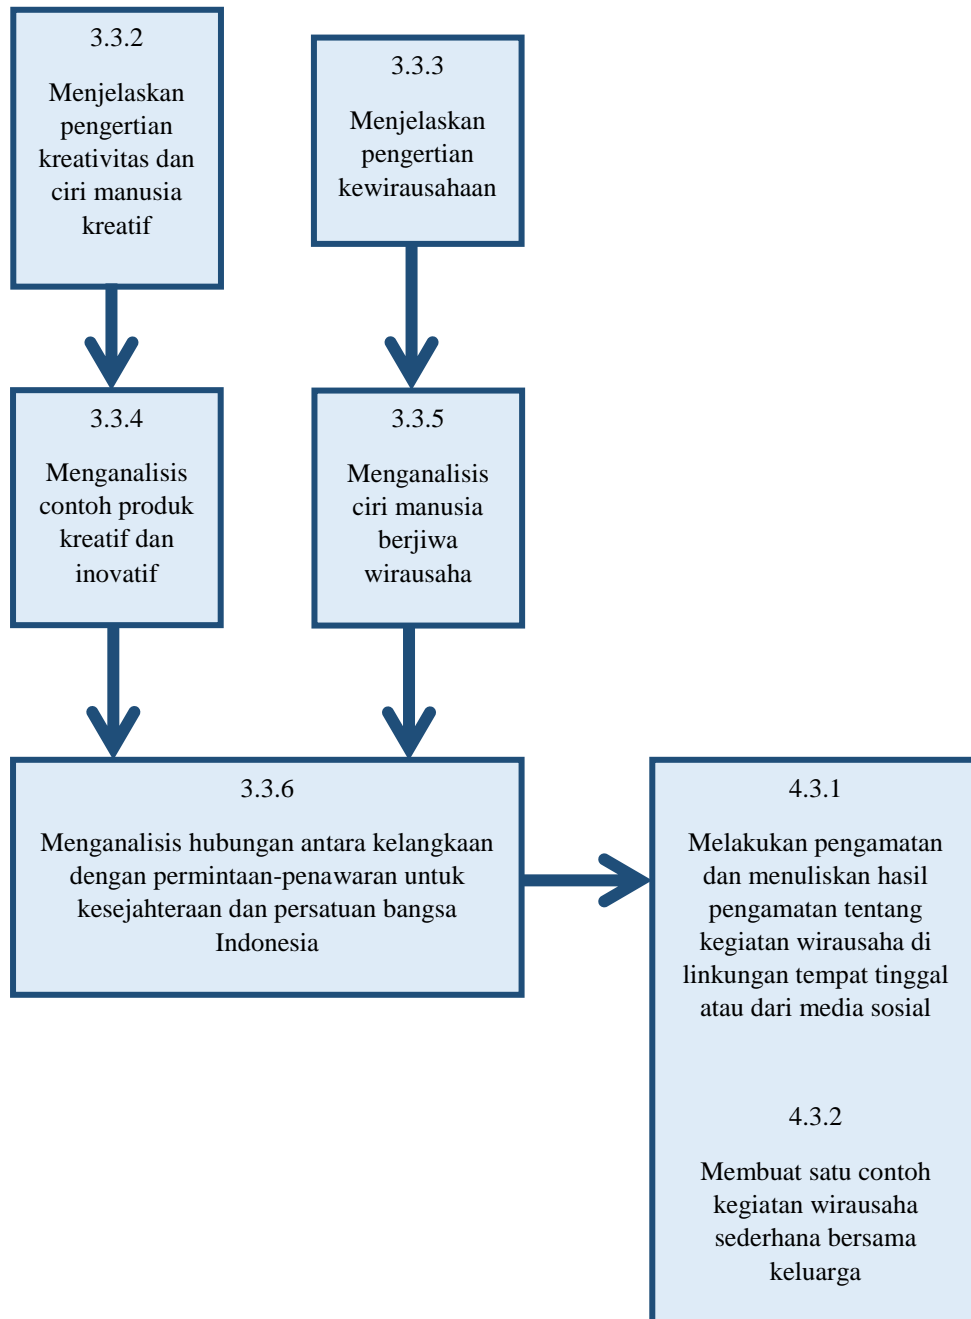 3.3.2
Menjelaskan
pengertian
kreativitas dan
ciri manusia
kreatif
3.3.3
Menjelaskan
pengertian
kewirausahaan
3.3.4
Menganalisis
contoh produk
kreatif dan
inovatif
3.3.5
Menganalisis
ciri manusia
berjiwa
wirausaha
3.3.6
Menganalisis hubungan antara kelangkaan
dengan permintaan-penawaran untuk
kesejahteraan dan persatuan bangsa
Indonesia
4.3.1
Melakukan pengamatan
dan menuliskan hasil
pengamatan tentang
kegiatan wirausaha di
linkungan tempat tinggal
atau dari media sosial
4.3.2
Membuat satu contoh
kegiatan wirausaha
sederhana bersama
keluarga